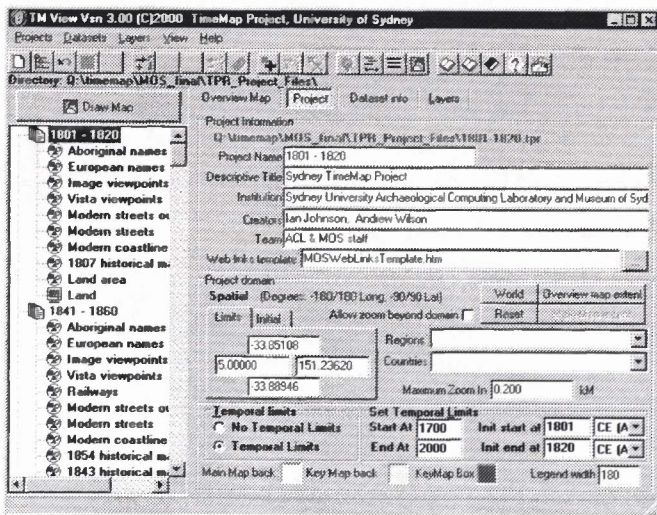 TM View Vsn 3.00 (C)2000 TimeMap Project, University of Sydney
Projects Datasets Layers View Help
Directory: Q:\timemap\MOS_final\TPR_Project_Files\
Draw Map
Overview Map Project Dataset info Layers
1801 - 1820
Aboriginal names
European names
Image viewpoints
Vista viewpoints
Modern streets ou
Modern streets
Modern coastline
1807 historical m
Land area
Land
1841 - 1860
Aboriginal names
European names
Image viewpoints
Vista viewpoints
Railways
Modern streets ou
Modern streets
Modern coastline
1854 historical m
1843 historical m
Project Information
Q:\timemap\MOS_final\TPR_Project_Files\1801-1820.tpr
Project Name 1801 - 1820
Descriptive Title Sydney TimeMap Project
Institution Sydney University Archaeological Computing Laboratory and Museum of Syd
Creators Ian Johnson, Andrew Wilson
Team ACL & MOS staff
Web links template MOSWebLinksTemplate.htm ...
Project domain
Spatial (Degrees: -180/180 Long, -90/90 Lat) World Overview map extent
Limits Initial Allow zoom beyond domain Reset
-33.85108
5.00000 151.23620
-33.88946
Regions
Countries
Maximum Zoom In 0.200 kM
Temporal limits
No Temporal Limits
Temporal Limits
Set Temporal Limits
Start At 1700 Init start at 1801 CE (A
End At 2000 Init end at 1820 CE (A
Main Map back Key Map back KeyMap Box Legend width 180